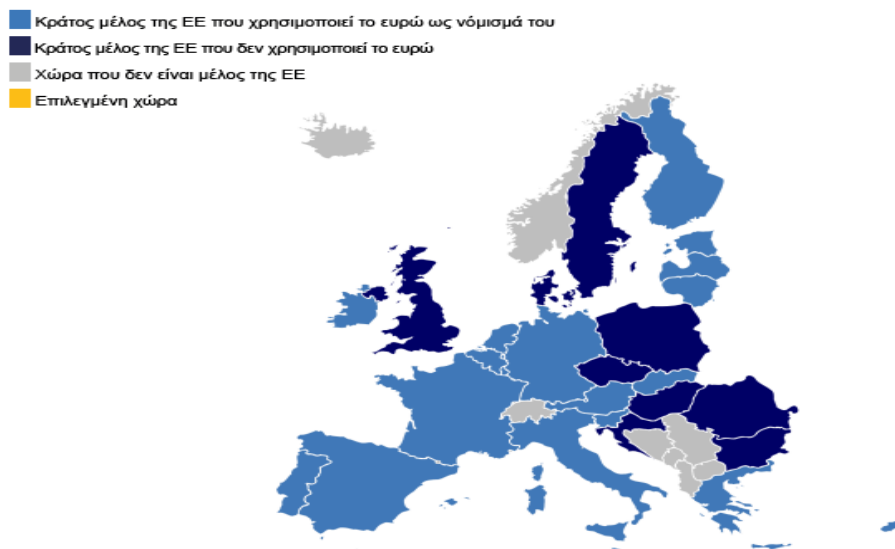 Κράτος μέλος της ΕΕ που χρησιμοποιεί το ευρώ ως νόμισμά του
Κράτος μέλος της ΕΕ που δεν χρησιμοποιεί το ευρώ
Χώρα που δεν είναι μέλος της ΕΕ
Επιλεγμένη χώρα